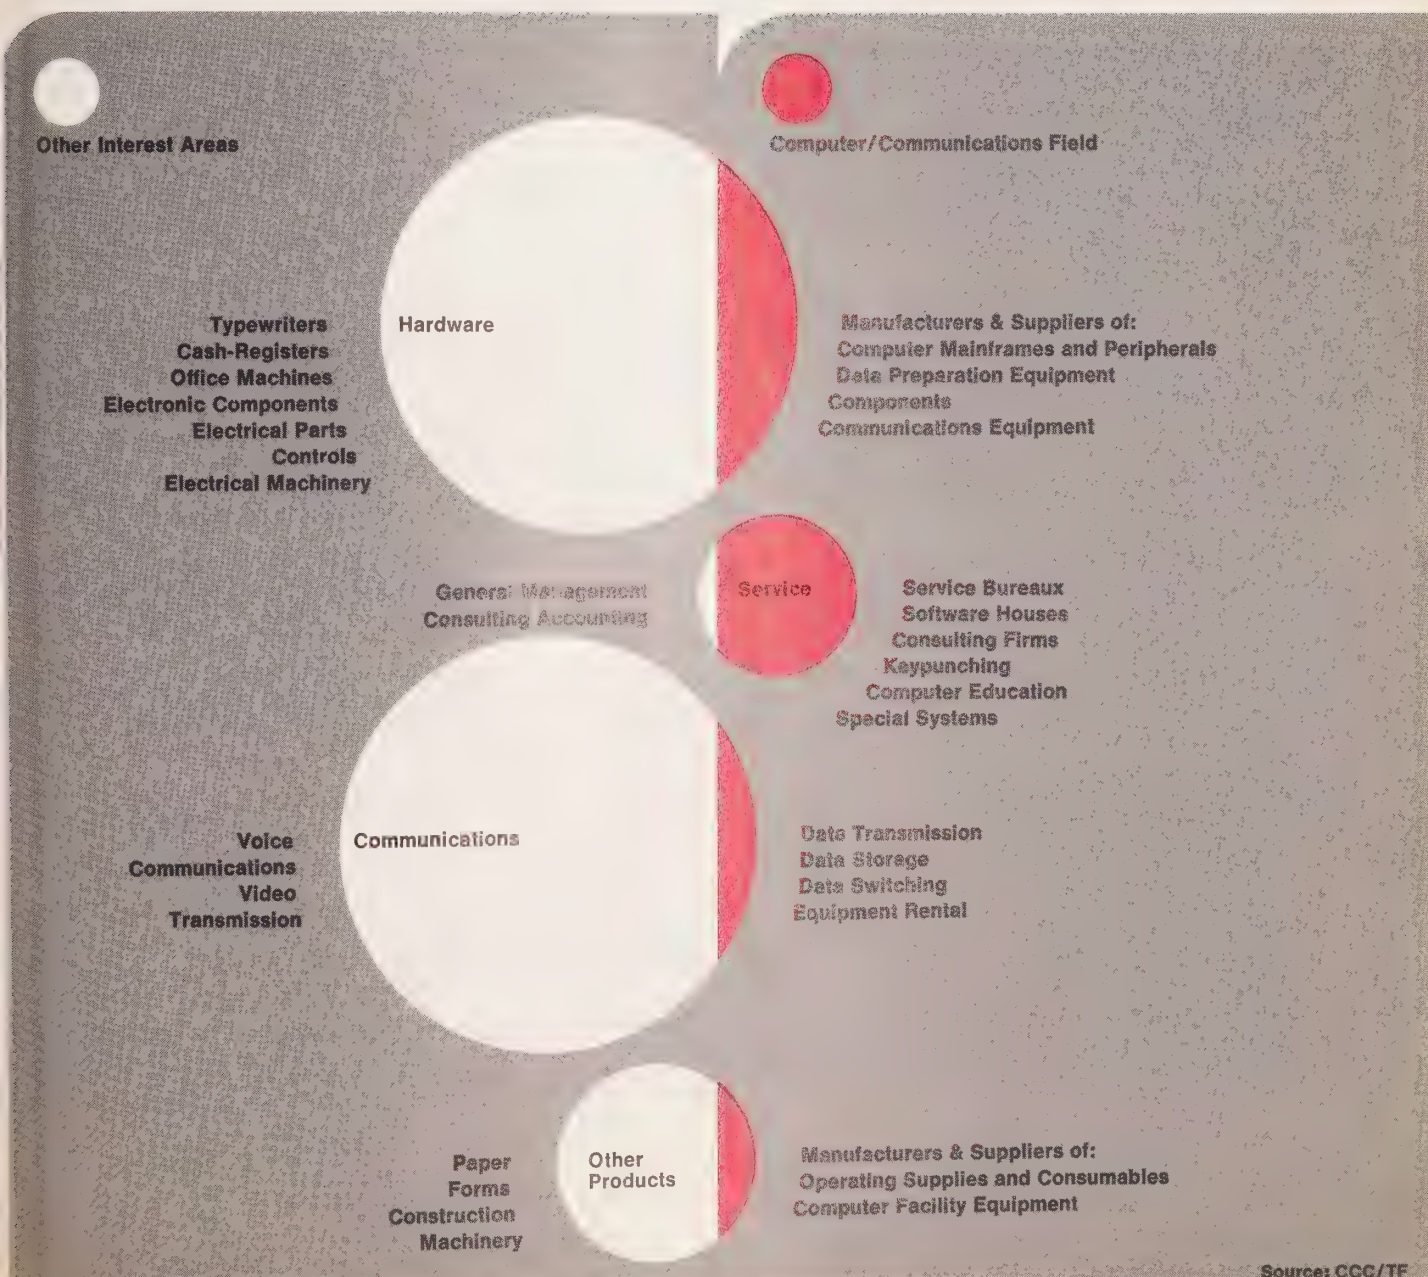 Other Interest Areas
Computer/Communications Field
Typewriters
Cash-Registers
Office Machines
Electronic Components
Electrical Parts
Controls
Electrical Machinery
Hardware
Manufacturers & Suppliers of:
Computer Mainframes and Peripherals
Data Preparation Equipment
Components
Communications Equipment
General Management
Consulting Accounting
Service
Service Bureaux
Software Houses
Consulting Firms
Keypunching
Computer Education
Special Systems
Voice
Communications
Video
Transmission
Communications
Data Transmission
Data Storage
Data Switching
Equipment Rental
Paper
Forms
Construction
Machinery
Other
Products
Manufacturers & Suppliers of:
Operating Supplies and Consumables
Computer Facility Equipment
Source: CCC/TF